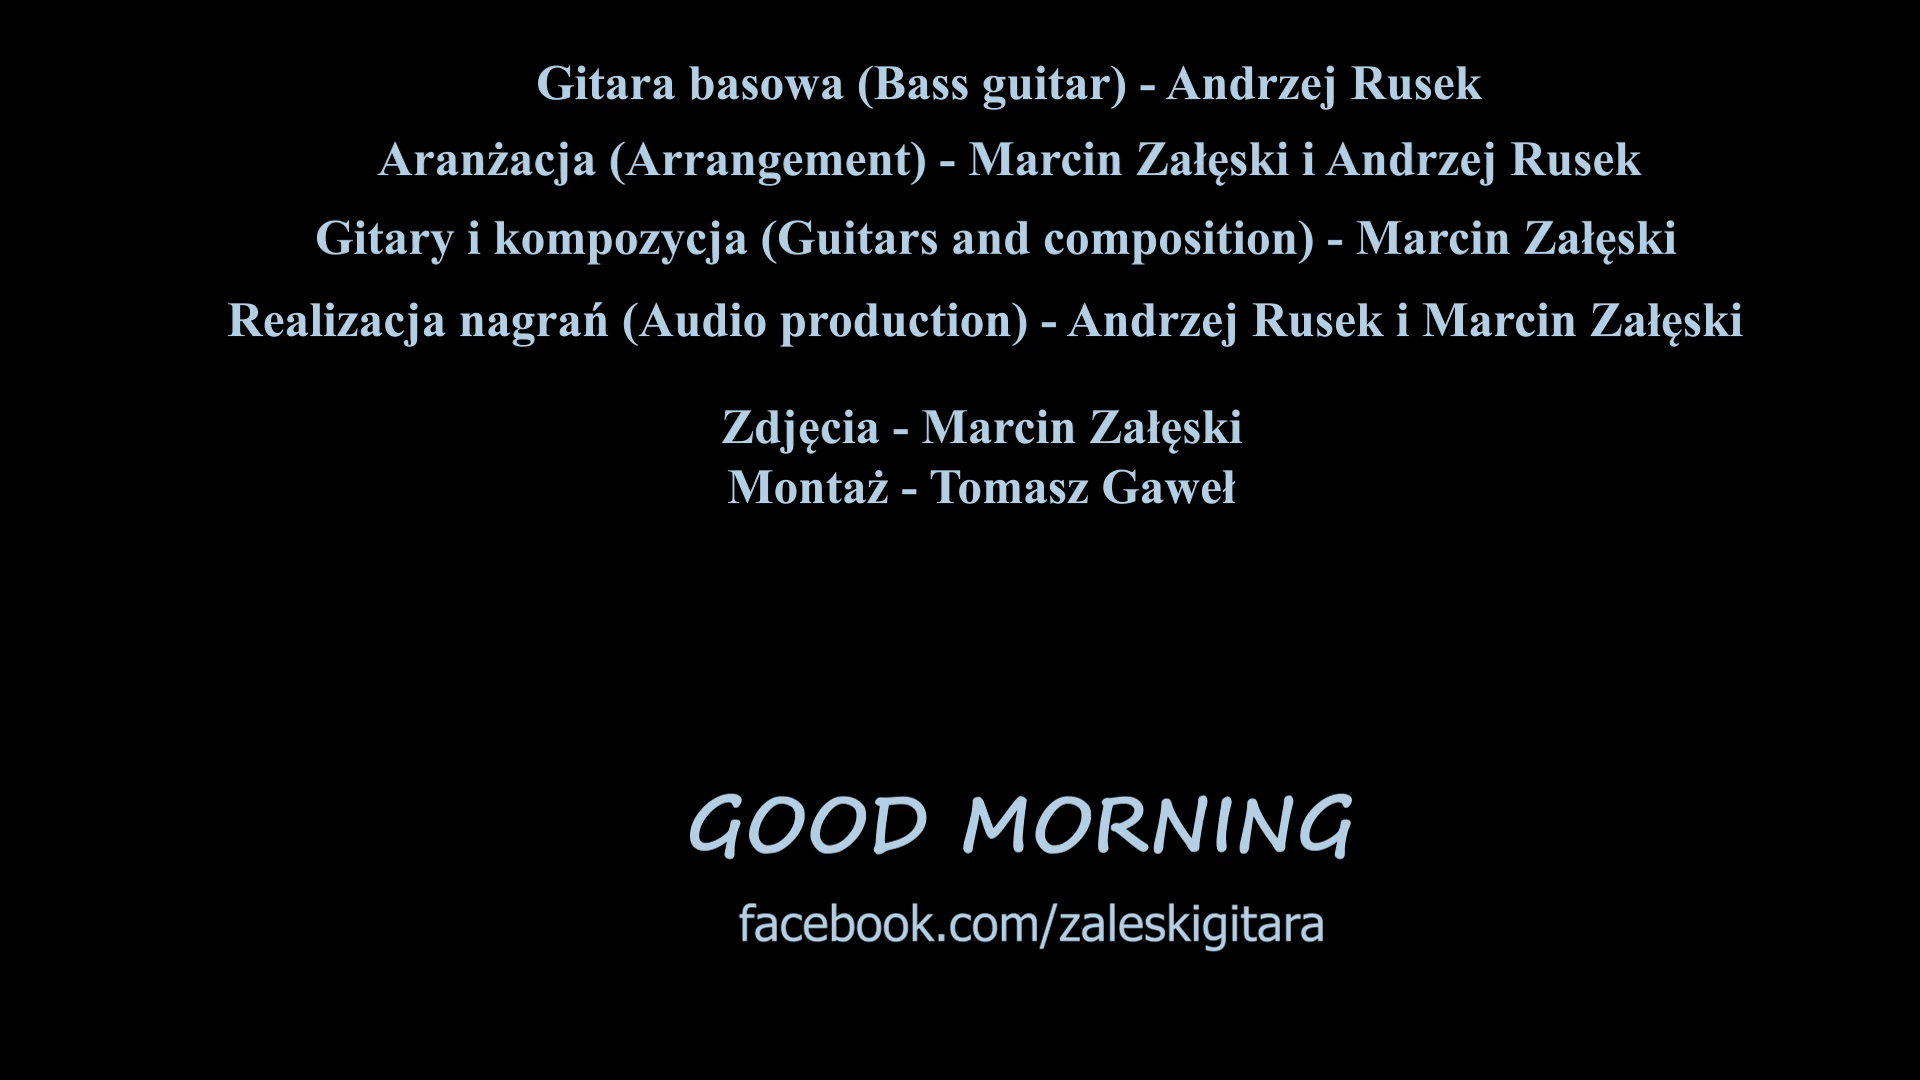 Gitara basowa (Bass guitar) - Andrzej Rusek
Aranżacja (Arrangement) - Marcin Załęski i Andrzej Rusek
Gitary i kompozycja (Guitars and composition) - Marcin Załęski
Realizacja nagrań (Audio production) - Andrzej Rusek i Marcin Załęski
Zdjęcia - Marcin Załęski
Montaż - Tomasz Gaweł
GOOD MORNING
facebook.com/zaleskigitara